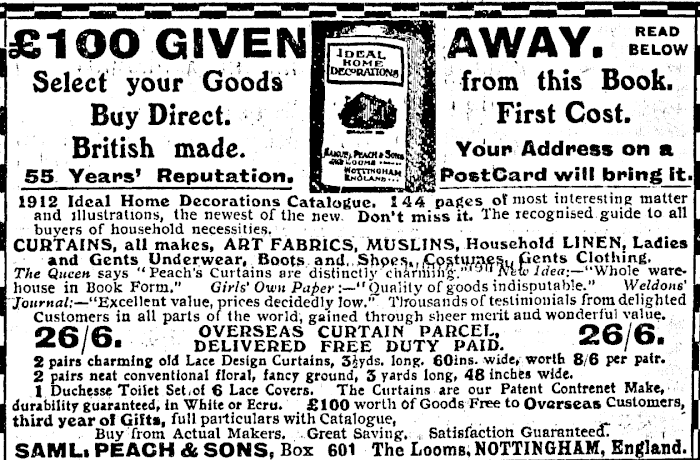 £100 GIVEN AWAY. READ BELOW
Select your Goods from this Book.
Buy Direct. First Cost.
British made. Your Address on a
55 Years' Reputation. PostCard will bring it.
IDEAL
HOME
DECORATIONS
SAMUEL PEACH & SONS
THE LOOMS
NOTTINGHAM
ENGLAND
1912 Ideal Home Decorations Catalogue. 144 pages of most interesting matter
and illustrations, the newest of the new. Don't miss it. The recognised guide to all
buyers of household necessities.
CURTAINS, all makes, ART FABRICS, MUSLINS, Household LINEN, Ladies
and Gents Underwear, Boots and Shoes, Costumes, Gents Clothing.
The Queen says "Peach's Curtains are distinctly charming." New Idea:—"Whole ware-
house in Book Form." Girls' Own Paper:—"Quality of goods indisputable." Weldons'
Journal:—"Excellent value, prices decidedly low." Thousands of testimionials from delighted
Customers in all parts of the world, gained through sheer merit and wonderful value.
26/6. OVERSEAS CURTAIN PARCEL, 26/6.
DELIVERED FREE DUTY PAID.
2 pairs charming old Lace Design Curtains, 3½yds. long. 60ins. wide, worth 8/6 per pair.
2 pairs neat conventional floral, fancy ground, 3 yards long, 48 inches wide.
1 Duchesse Toilet Set of 6 Lace Covers. The Curtains are our Patent Contrenet Make,
durability guaranteed, in White or Ecru. £100 worth of Goods Free to Overseas Customers,
third year of Gifts, full particulars with Catalogue,
Buy from Actual Makers. Great Saving. Satisfaction Guaranteed.
SAML. PEACH & SONS, Box 601 The Looms, NOTTINGHAM, England.